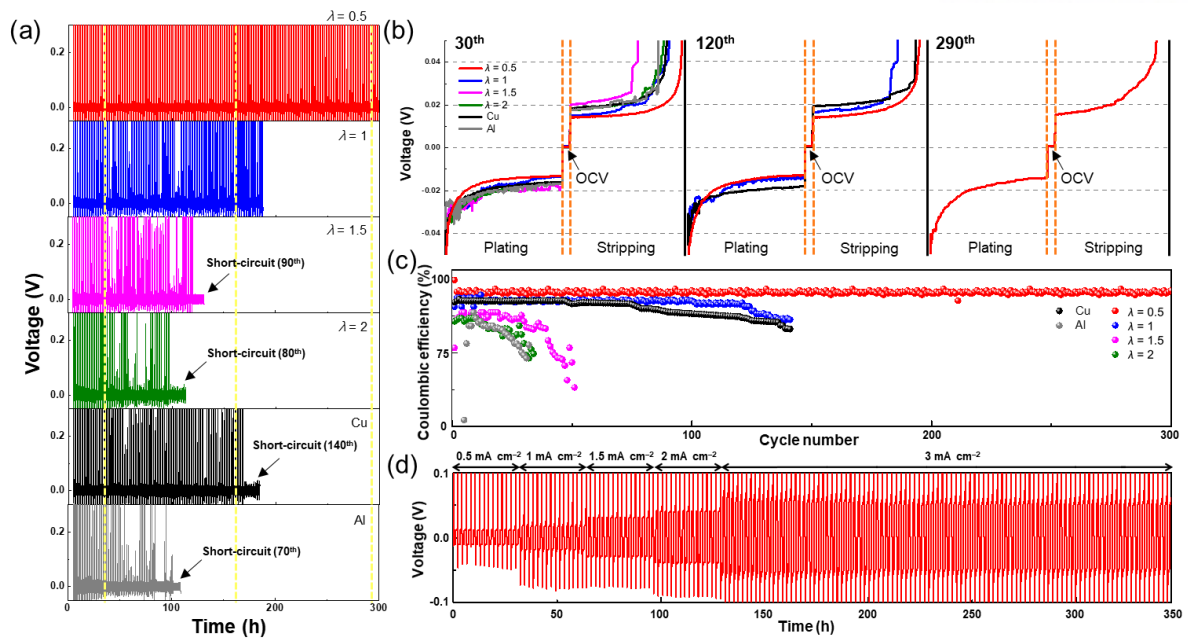 (a)
λ = 0.5
0.2
0.0
λ = 1
0.2
0.0
λ = 1.5
0.2
Short-circuit (90th)
0.0
λ = 2
0.2
Short-circuit (80th)
0.0
Cu
0.2
Short-circuit (140th)
0.0
Al
0.2
Short-circuit (70th)
0.0
0 100 200 300
Voltage (V)
Time (h)
(b)
30th 120th 290th
0.04
0.02
0.00
-0.02
-0.04
Voltage (V)
λ = 0.5
λ = 1
λ = 1.5
λ = 2
Cu
Al
OCV OCV OCV
Plating Stripping Plating Stripping Plating Stripping
(c)
100
75
Coulombic efficiency (%)
Cu λ = 0.5
Al λ = 1
λ = 1.5
λ = 2
0 100 200 300
Cycle number
(d)
0.5 mA cm⁻² 1 mA cm⁻² 1.5 mA cm⁻² 2 mA cm⁻² 3 mA cm⁻²
0.1
0.0
-0.1
Voltage (V)
0 50 100 150 200 250 300 350
Time (h)